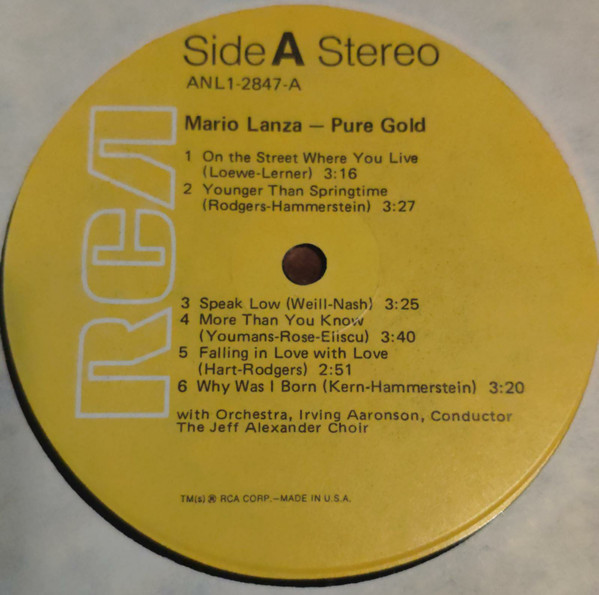 Side A Stereo
ANL1-2847-A
Mario Lanza — Pure Gold
1 On the Street Where You Live
(Loewe-Lerner) 3:16
2 Younger Than Springtime
(Rodgers-Hammerstein) 3:27
RCA
3 Speak Low (Weill-Nash) 3:25
4 More Than You Know
(Youmans-Rose-Eliscu) 3:40
5 Falling in Love with Love
(Hart-Rodgers) 2:51
6 Why Was I Born (Kern-Hammerstein) 3:20
with Orchestra, Irving Aaronson, Conductor
The Jeff Alexander Choir
TM(s) ® RCA CORP.—MADE IN U.S.A.